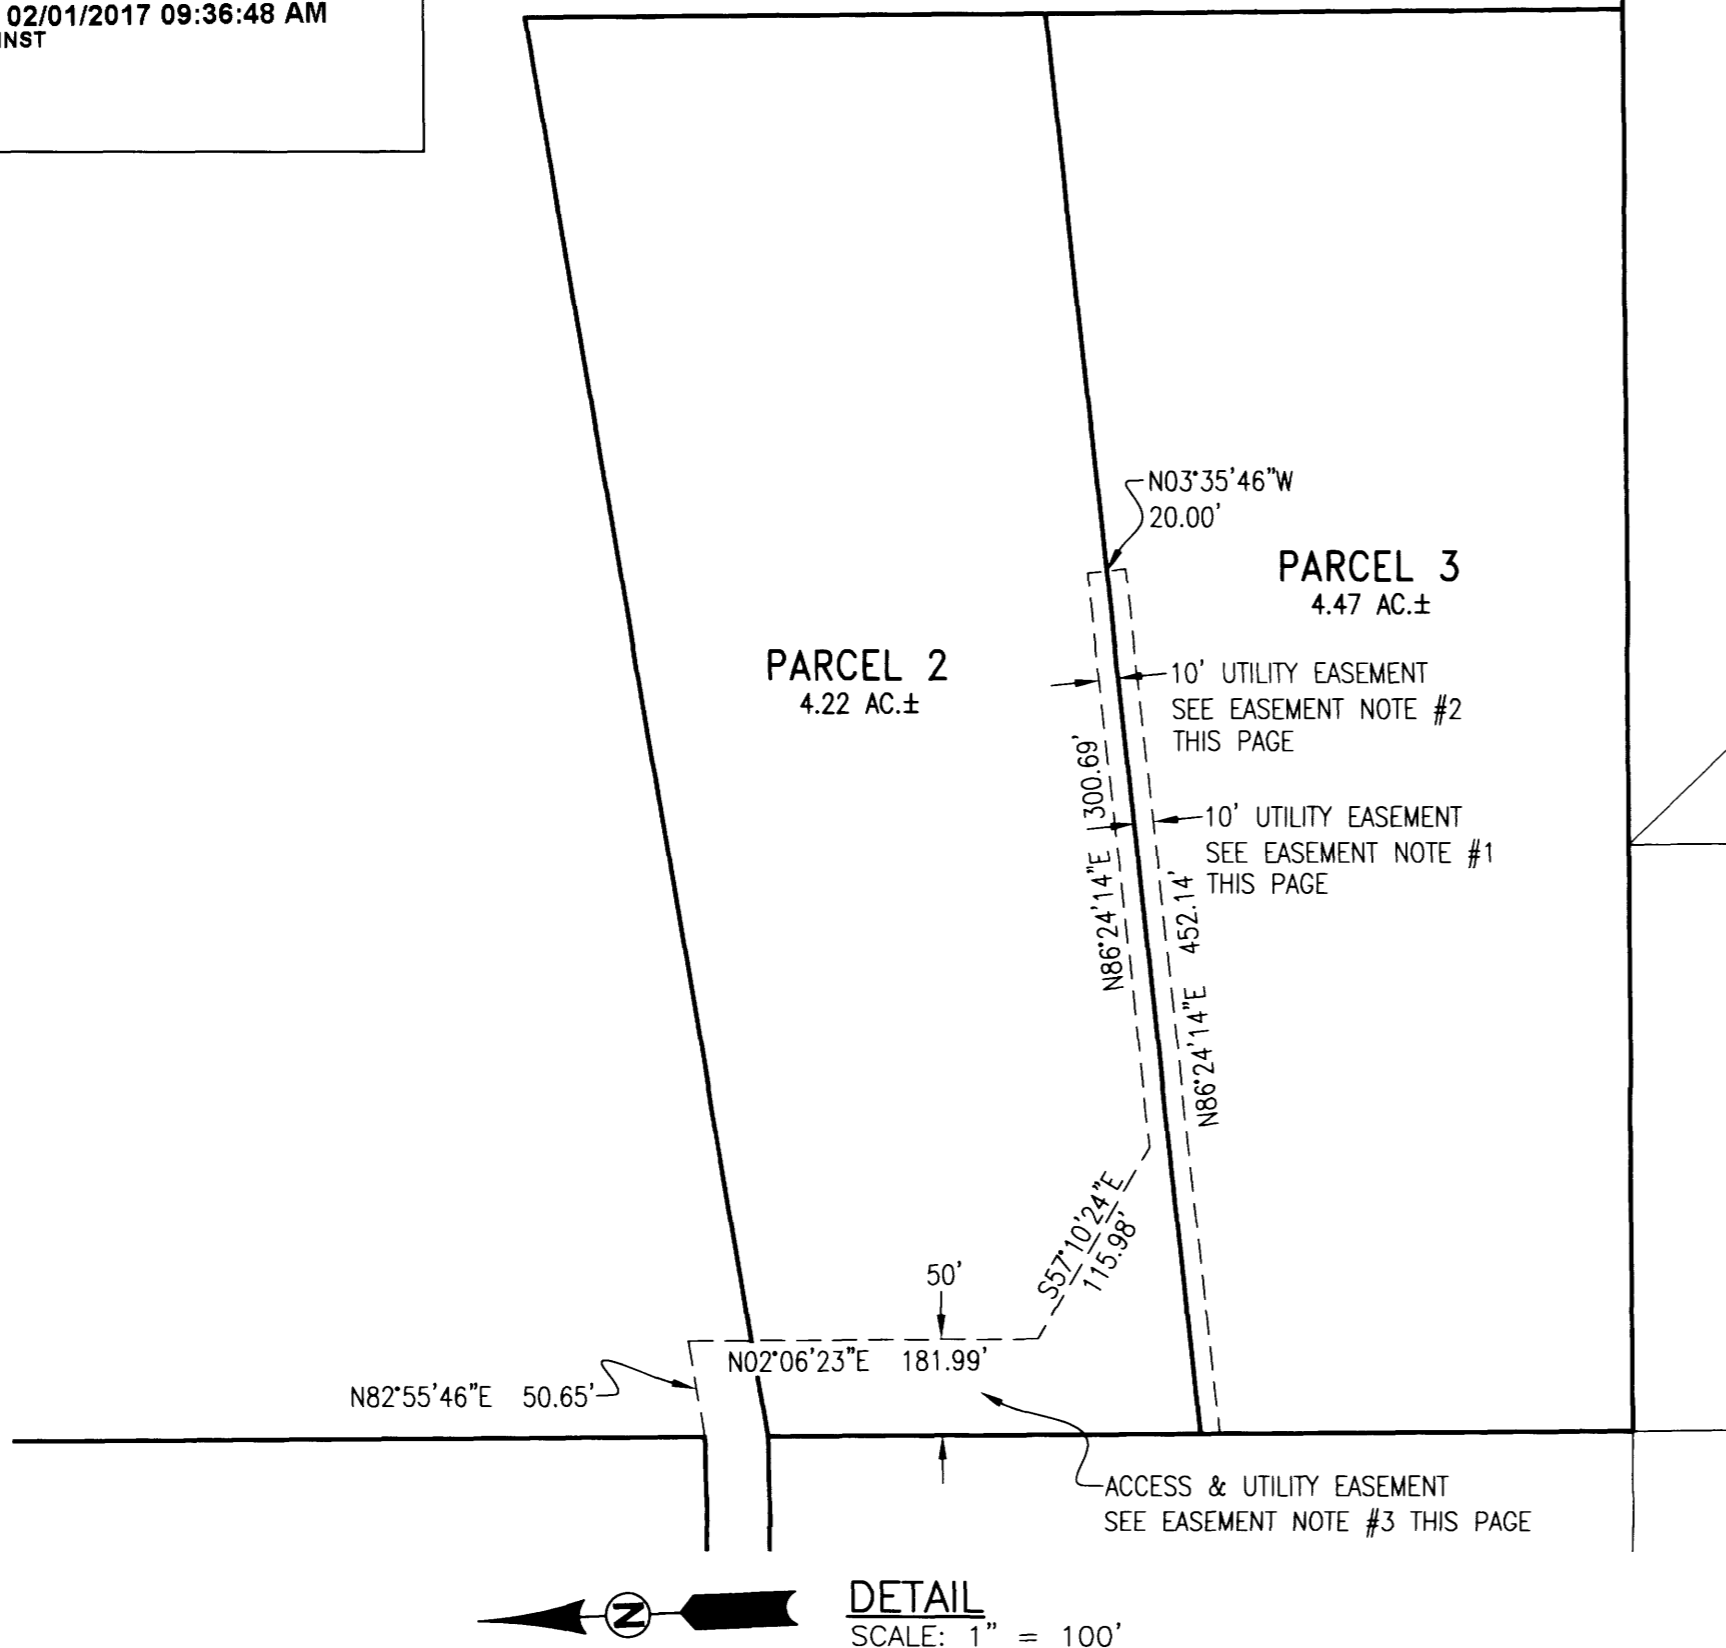 02/01/2017 09:36:48 AM
INST
N03°35'46"W
20.00'
PARCEL 3
4.47 AC.±
PARCEL 2
4.22 AC.±
10' UTILITY EASEMENT
SEE EASEMENT NOTE #2
THIS PAGE
10' UTILITY EASEMENT
SEE EASEMENT NOTE #1
THIS PAGE
N86°24'14"E 300.69'
N86°24'14"E 452.14'
S57°10'24"E
115.98'
50'
N02°06'23"E 181.99'
N82°55'46"E 50.65'
ACCESS & UTILITY EASEMENT
SEE EASEMENT NOTE #3 THIS PAGE
N
DETAIL
SCALE: 1" = 100'